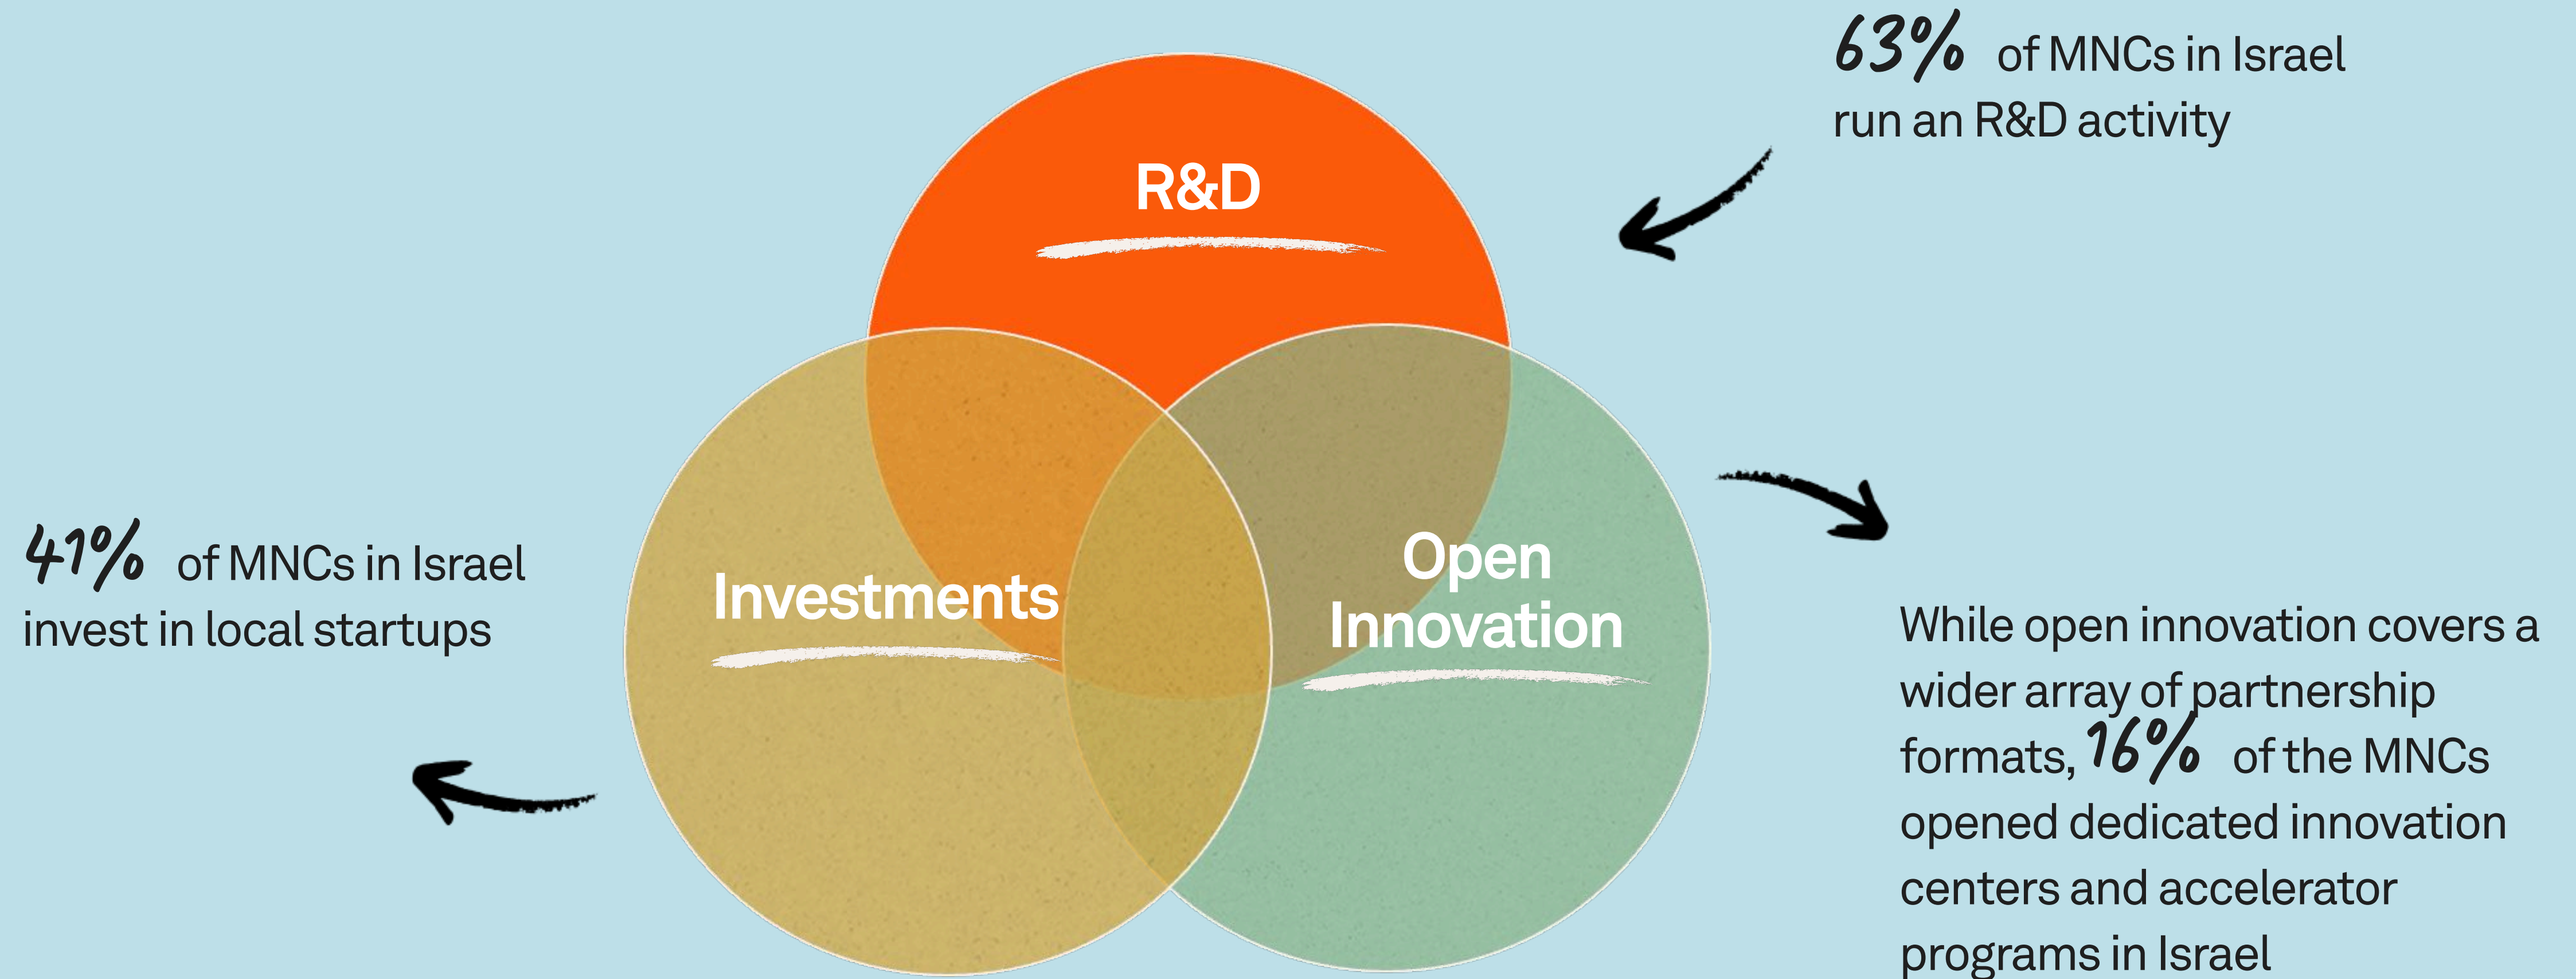 63% of MNCs in Israel
run an R&D activity
R&D
41% of MNCs in Israel
invest in local startups
Investments
Open
Innovation
While open innovation covers a
wider array of partnership
formats, 16% of the MNCs
opened dedicated innovation
centers and accelerator
programs in Israel